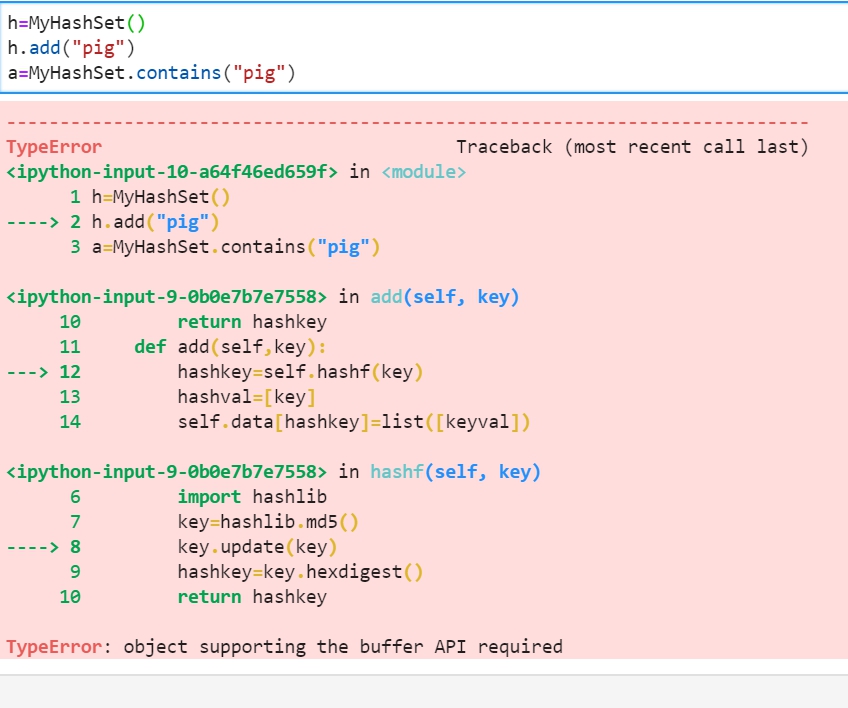 h=MyHashSet()
h.add("pig")
a=MyHashSet.contains("pig")
---------------------------------------------------------------------------
TypeError                                 Traceback (most recent call last)
<ipython-input-10-a64f46ed659f> in <module>
      1 h=MyHashSet()
----> 2 h.add("pig")
      3 a=MyHashSet.contains("pig")
<ipython-input-9-0b0e7b7e7558> in add(self, key)
     10         return hashkey
     11     def add(self,key):
---> 12         hashkey=self.hashf(key)
     13         hashval=[key]
     14         self.data[hashkey]=list([keyval])
<ipython-input-9-0b0e7b7e7558> in hashf(self, key)
      6         import hashlib
      7         key=hashlib.md5()
----> 8         key.update(key)
      9         hashkey=key.hexdigest()
     10         return hashkey
TypeError: object supporting the buffer API required